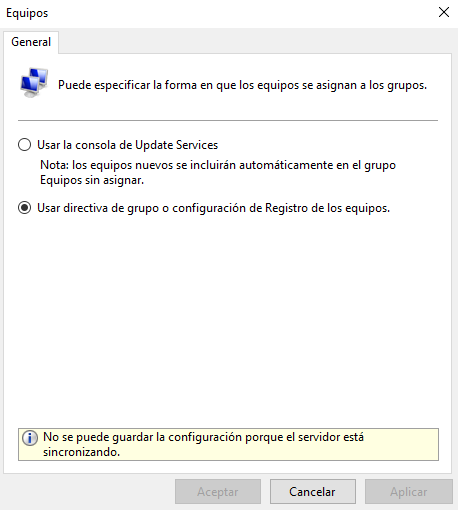 Equipos
General
Puede especificar la forma en que los equipos se asignan a los grupos.
Usar la consola de Update Services
Nota: los equipos nuevos se incluirán automáticamente en el grupo
Equipos sin asignar.
Usar directiva de grupo o configuración de Registro de los equipos.
No se puede guardar la configuración porque el servidor está
sincronizando.
Aceptar
Cancelar
Aplicar